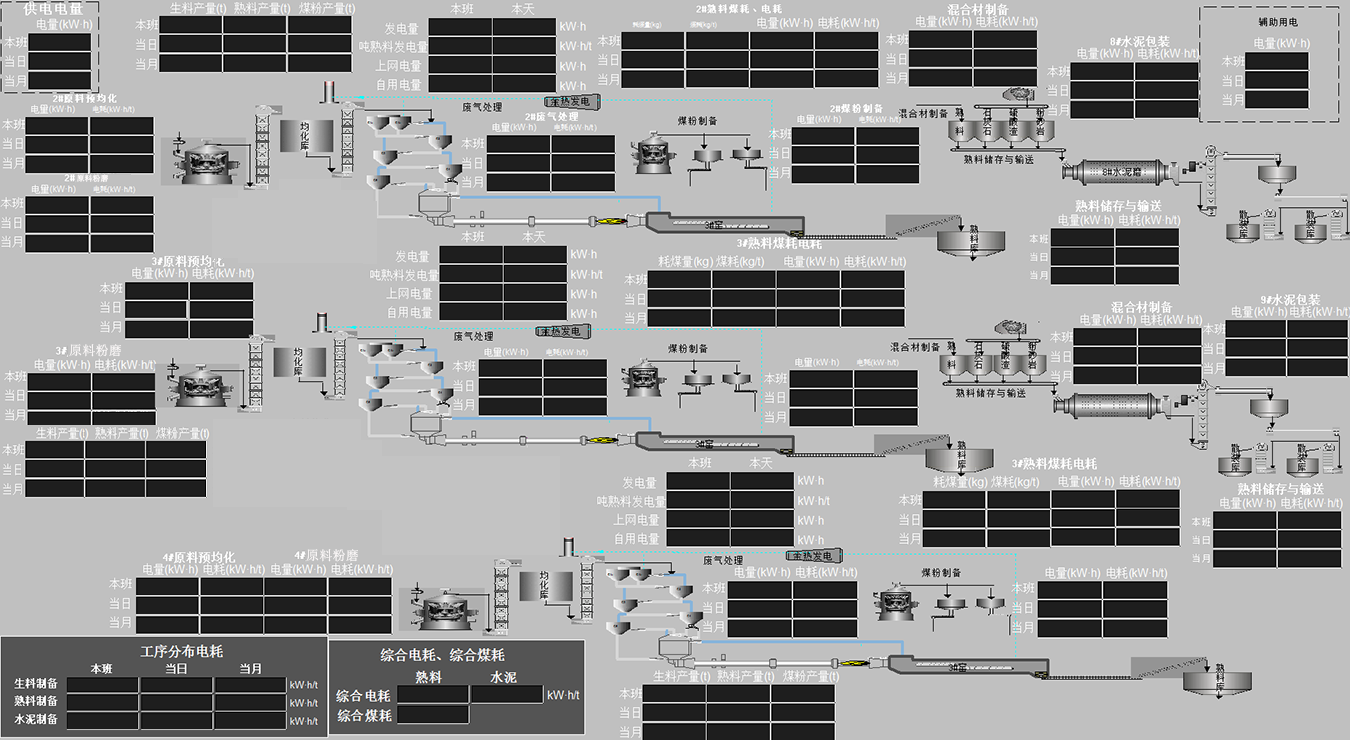 供电电量
电量(kW·h)
本班
当日
当月
生料产量(t) 熟料产量(t) 煤粉产量(t)
本班
当日
当月
本班 本天
发电量 kW·h
吨熟料发电量 kW·h/t
上网电量 kW·h
自用电量 kW·h
2#熟料煤耗、电耗
耗煤量(kg) 煤耗(kg/t) 电量(kW·h) 电耗(kW·h/t)
本班
当日
当月
混合材制备
电量(kW·h) 电耗(kW·h/t)
本班
当日
当月
8#水泥包装
电量(kW·h) 电耗(kW·h/t)
本班
当日
当月
辅助用电
电量(kW·h)
本班
当日
当月
2#原料预均化
电量(kW·h) 电耗(kW·h/t)
本班
当日
当月
2#原料粉磨
电量(kW·h) 电耗(kW·h/t)
本班
当日
当月
均化库
废气处理
余热发电
2#废气处理
电量(kW·h) 电耗(kW·h/t)
本班
当日
当月
煤粉制备
2#煤粉制备
电量(kW·h) 电耗(kW·h/t)
本班
当日
当月
混合材制备
熟料
石灰石
硫酸渣
粉砂岩
熟料储存与输送
8#水泥磨
散装库
散装库
熟料库
熟料储存与输送
电量(kW·h) 电耗(kW·h/t)
本班
当日
当月
本班 本天
发电量 kW·h
吨熟料发电量 kW·h/t
上网电量 kW·h
自用电量 kW·h
3#熟料煤耗电耗
耗煤量(kg) 煤耗(kg/t) 电量(kW·h) 电耗(kW·h/t)
本班
当日
当月
3#原料预均化
电量(kW·h) 电耗(kW·h/t)
本班
当日
当月
混合材制备
电量(kW·h) 电耗(kW·h/t)
本班
当日
当月
9#水泥包装
电量(kW·h) 电耗(kW·h/t)
本班
当日
当月
3#原料粉磨
电量(kW·h) 电耗(kW·h/t)
本班
当日
当月
均化库
废气处理
余热发电
电量(kW·h) 电耗(kW·h/t)
本班
当日
当月
煤粉制备
电量(kW·h) 电耗(kW·h/t)
本班
当日
当月
混合材制备
熟料
石灰石
硫酸渣
粉砂岩
熟料储存与输送
散装库
散装库
3#窑
熟料库
生料产量(t) 熟料产量(t) 煤粉产量(t)
本班
当日
当月
本班 本天
发电量 kW·h
吨熟料发电量 kW·h/t
上网电量 kW·h
自用电量 kW·h
3#熟料煤耗电耗
耗煤量(kg) 煤耗(kg/t) 电量(kW·h) 电耗(kW·h/t)
本班
当日
当月
熟料储存与输送
电量(kW·h) 电耗(kW·h/t)
本班
当日
当月
4#原料预均化 4#原料粉磨
电量(kW·h) 电耗(kW·h/t) 电量(kW·h) 电耗(kW·h/t)
本班
当日
当月
均化库
废气处理
余热发电
电量(kW·h) 电耗(kW·h/t)
本班
当日
当月
煤粉制备
电量(kW·h) 电耗(kW·h/t)
本班
当日
当月
熟料库
生料产量(t) 熟料产量(t) 煤粉产量(t)
本班
当日
当月
工序分布电耗
本班 当日 当月
生料制备 kW·h/t
熟料制备 kW·h/t
水泥制备 kW·h/t
综合电耗、综合煤耗
熟料 水泥
综合电耗 kW·h/t
综合煤耗